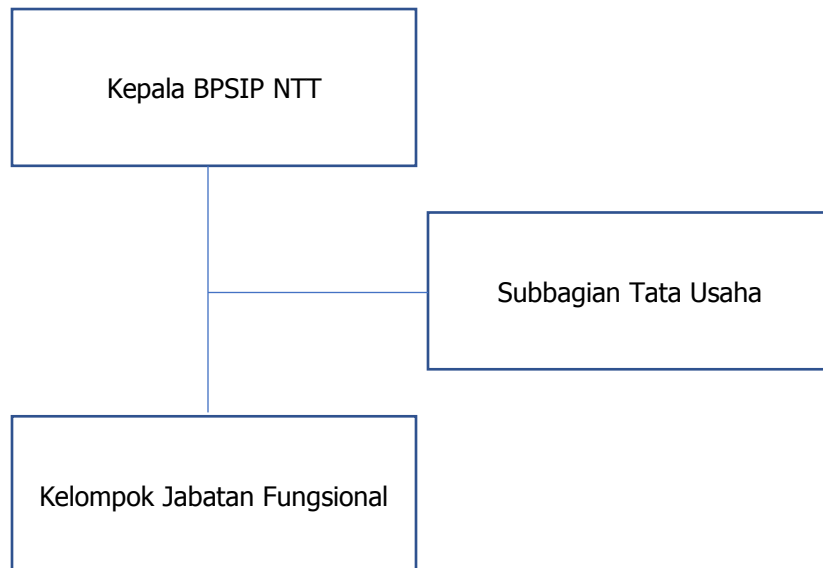 Kepala BPSIP NTT
Subbagian Tata Usaha
Kelompok Jabatan Fungsional